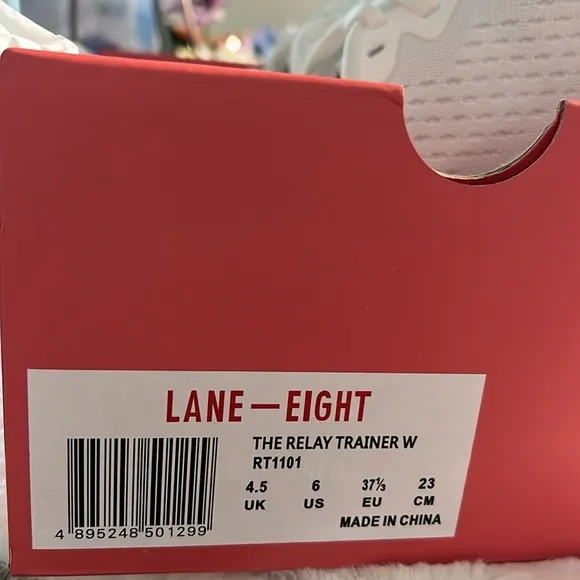 LANE—EIGHT
THE RELAY TRAINER W
RT1101
4.5 6 37⅓ 23
UK US EU CM
MADE IN CHINA
4 895248 501299